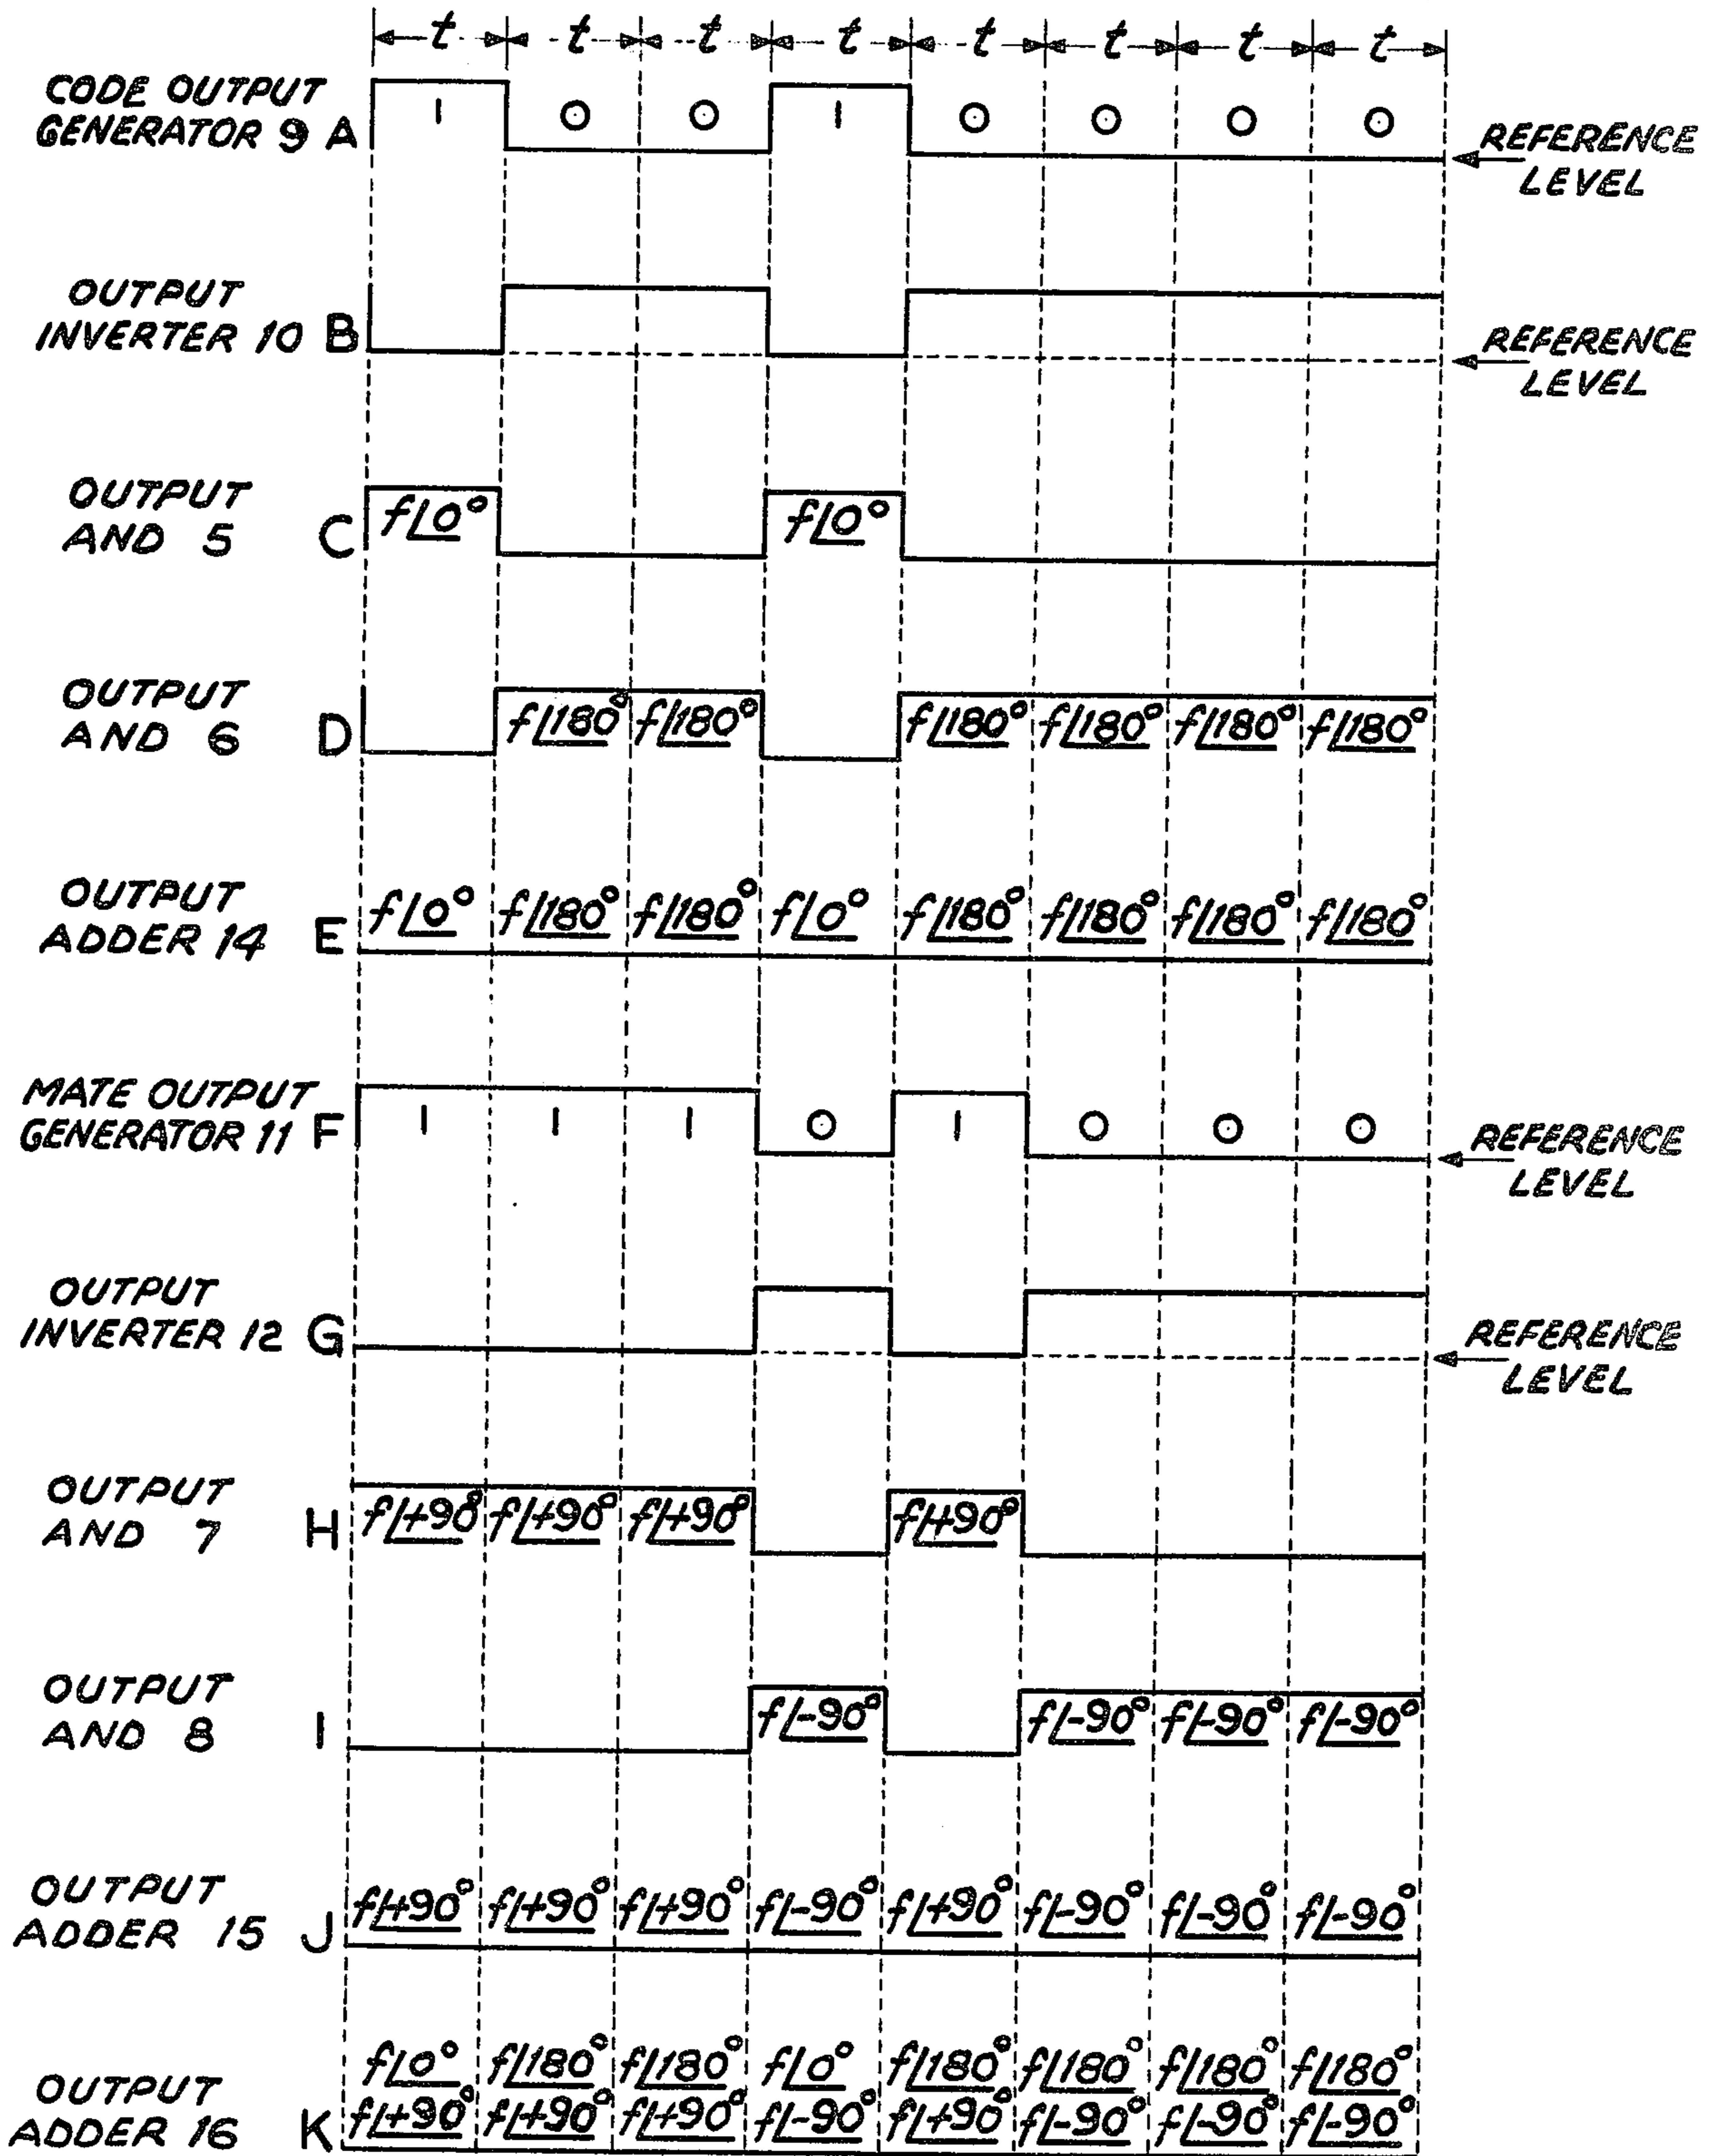 t t t t t t t t
CODE OUTPUT
GENERATOR 9 A
1 0 0 1 0 0 0 0
REFERENCE
LEVEL
OUTPUT
INVERTER 10 B
REFERENCE
LEVEL
OUTPUT
AND 5 C
f∠0° f∠0°
OUTPUT
AND 6 D
f∠180° f∠180° f∠180° f∠180° f∠180° f∠180°
OUTPUT
ADDER 14 E
f∠0° f∠180° f∠180° f∠0° f∠180° f∠180° f∠180° f∠180°
MATE OUTPUT
GENERATOR 11 F
1 1 1 0 1 0 0 0
REFERENCE
LEVEL
OUTPUT
INVERTER 12 G
REFERENCE
LEVEL
OUTPUT
AND 7 H
f∠+90° f∠+90° f∠+90° f∠+90°
OUTPUT
AND 8 I
f∠-90° f∠-90° f∠-90° f∠-90°
OUTPUT
ADDER 15 J
f∠+90° f∠+90° f∠+90° f∠-90° f∠+90° f∠-90° f∠-90° f∠-90°
OUTPUT
ADDER 16 K
f∠0° f∠180° f∠180° f∠0° f∠180° f∠180° f∠180° f∠180°
f∠+90° f∠+90° f∠+90° f∠-90° f∠+90° f∠-90° f∠-90° f∠-90°